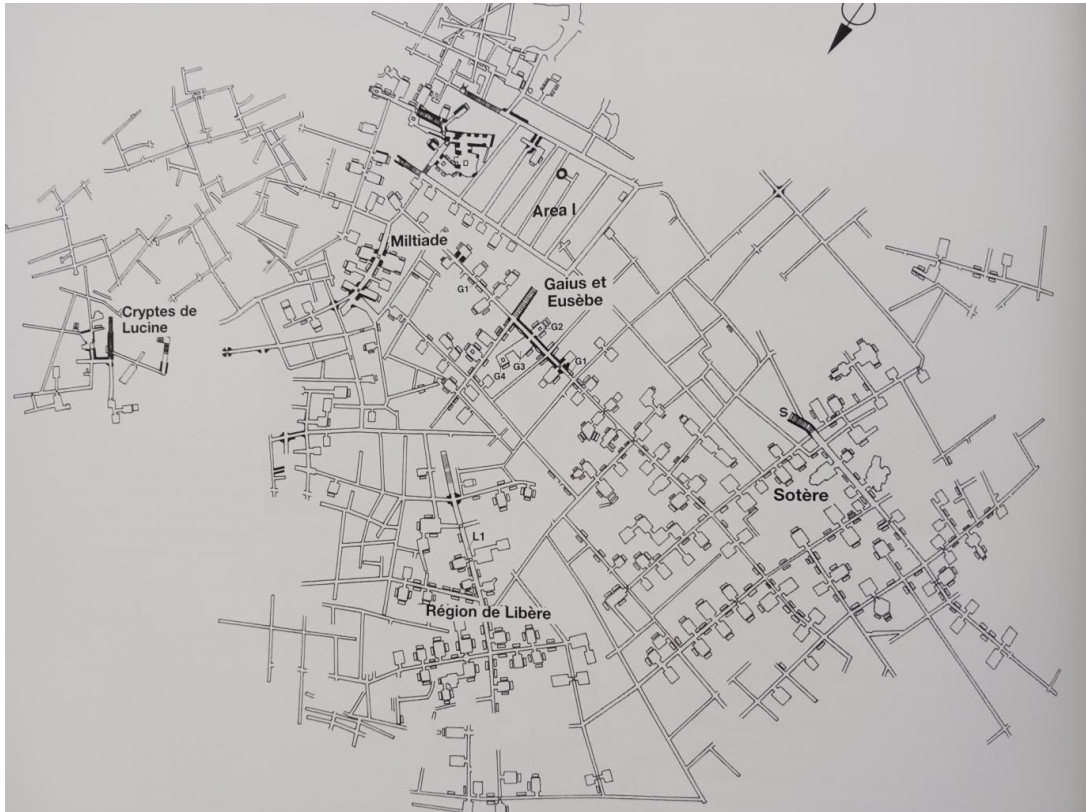 Area I
Miltiade
G1
Gaius et
Eusèbe
Cryptes de
Lucine
G2
G1
G3
G4
S
Sotère
L1
Région de Libère